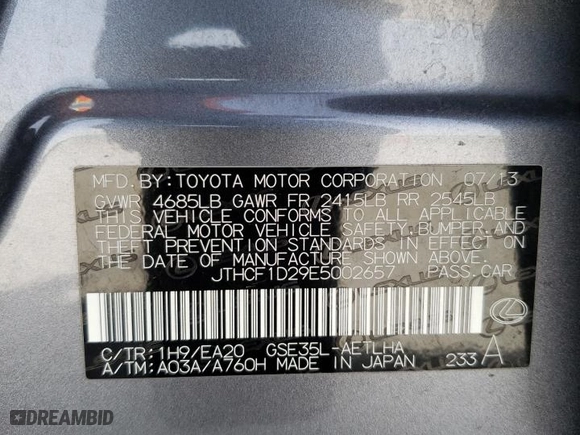 MFD. BY: TOYOTA MOTOR CORPORATION 07/13
GVWR 4685LB GAWR FR 2415LB RR 2545LB
THIS VEHICLE CONFORMS TO ALL APPLICABLE
FEDERAL MOTOR VEHICLE SAFETY, BUMPER, AND
THEFT PREVENTION STANDARDS IN EFFECT ON
THE DATE OF MANUFACTURE SHOWN ABOVE.
JTHCF1D29E5002657 PASS. CAR
C/TR: 1H9/EA20 GSE35L-AETLHA
A/TM: A03A/A760H MADE IN JAPAN 233 A
DREAMBID